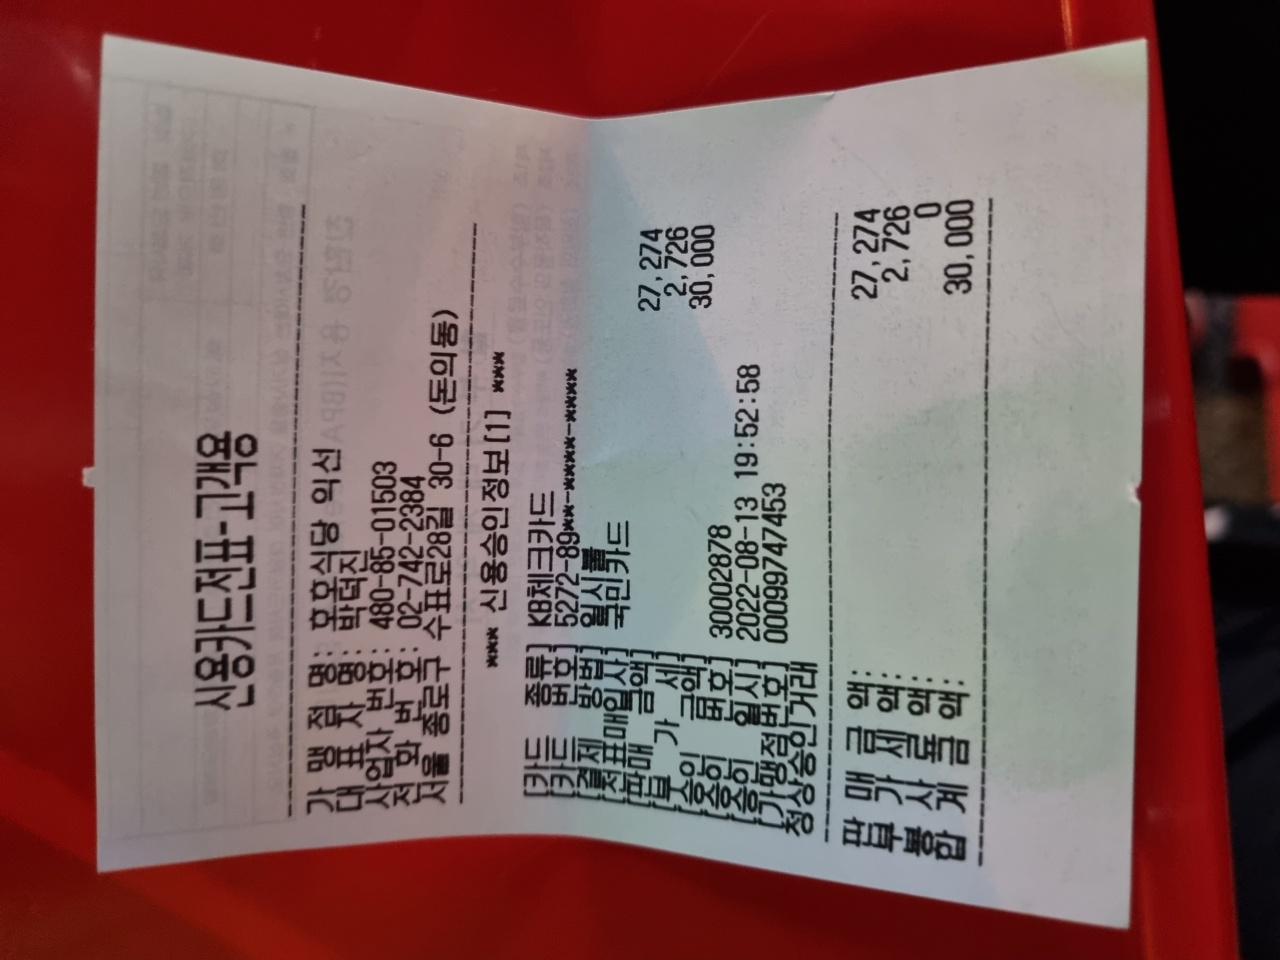 신용카드전표-고객용
가 맹 점 명: 호호식당 익선
대 표 자 명: 박덕진
사업자 번호: 480-85-01503
전 화 번 호: 02-742-2384
서울 종로구 수표로28길 30-6 (돈의동)
*** 신용승인정보[1] ***
[카드 종류] KB체크카드
[카드 번호] 5272-89**-****-****
[결제 방법] 일시불
[전표매입사] 국민카드
[판매 금액] 27,274
[부 가 세] 2,726
[승인 금액] 30,000
[승인 번호] 30002878
[승인 일시] 2022-08-13 19:52:58
[가맹점번호] 00099747453
정상승인거래
판 매 금 액: 27,274
부 가 세 액: 2,726
봉 사 료 액: 0
합 계 금 액: 30,000